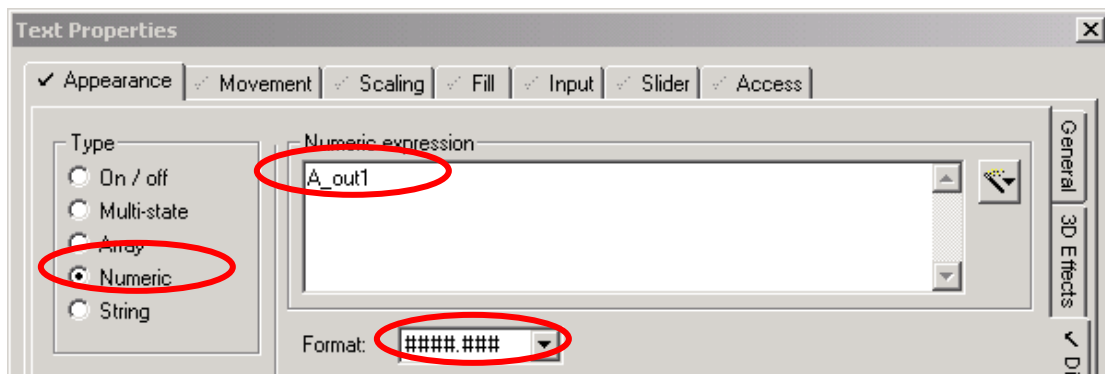 Text Properties
Appearance Movement Scaling Fill Input Slider Access
Type
On / off
Multi-state
Array
Numeric
String
Numeric expression
A_out1
Format: ####.###
General
3D Effects